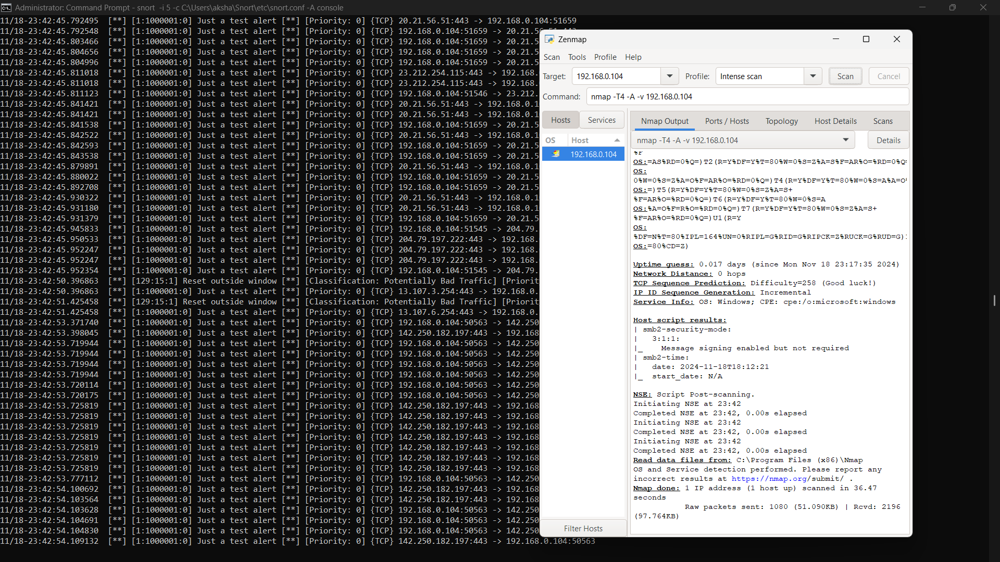 Administrator: Command Prompt - snort  -i 5 -c C:\Users\aksha\Snort\etc\snort.conf -A console
11/18-23:42:45.792495  [**] [1:1000001:0] Just a test alert [**] [Priority: 0] {TCP} 20.21.56.51:443 -> 192.168.0.104:51659
11/18-23:42:45.792548  [**] [1:1000001:0] Just a test alert [**] [Priority: 0] {TCP} 192.168.0.104:51659 -> 20.21.56.51:443
11/18-23:42:45.803466  [**] [1:1000001:0] Just a test alert [**] [Priority: 0] {TCP} 192.168.0.104:51659 -> 20.21.5
11/18-23:42:45.804656  [**] [1:1000001:0] Just a test alert [**] [Priority: 0] {TCP} 192.168.0.104:51659 -> 20.21.5
11/18-23:42:45.804996  [**] [1:1000001:0] Just a test alert [**] [Priority: 0] {TCP} 192.168.0.104:51659 -> 20.21.5
11/18-23:42:45.811018  [**] [1:1000001:0] Just a test alert [**] [Priority: 0] {TCP} 23.212.254.115:443 -> 192.168.
11/18-23:42:45.811018  [**] [1:1000001:0] Just a test alert [**] [Priority: 0] {TCP} 23.212.254.115:443 -> 192.168.
11/18-23:42:45.811123  [**] [1:1000001:0] Just a test alert [**] [Priority: 0] {TCP} 192.168.0.104:51546 -> 23.212.
11/18-23:42:45.841421  [**] [1:1000001:0] Just a test alert [**] [Priority: 0] {TCP} 20.21.56.51:443 -> 192.168.0.1
11/18-23:42:45.841421  [**] [1:1000001:0] Just a test alert [**] [Priority: 0] {TCP} 20.21.56.51:443 -> 192.168.0.1
11/18-23:42:45.841538  [**] [1:1000001:0] Just a test alert [**] [Priority: 0] {TCP} 192.168.0.104:51659 -> 20.21.5
11/18-23:42:45.842522  [**] [1:1000001:0] Just a test alert [**] [Priority: 0] {TCP} 20.21.56.51:443 -> 192.168.0.1
11/18-23:42:45.842593  [**] [1:1000001:0] Just a test alert [**] [Priority: 0] {TCP} 192.168.0.104:51659 -> 20.21.5
11/18-23:42:45.843538  [**] [1:1000001:0] Just a test alert [**] [Priority: 0] {TCP} 192.168.0.104:51659 -> 20.21.5
11/18-23:42:45.879891  [**] [1:1000001:0] Just a test alert [**] [Priority: 0] {TCP} 20.21.56.51:443 -> 192.168.0.1
11/18-23:42:45.880022  [**] [1:1000001:0] Just a test alert [**] [Priority: 0] {TCP} 192.168.0.104:51659 -> 20.21.5
11/18-23:42:45.892708  [**] [1:1000001:0] Just a test alert [**] [Priority: 0] {TCP} 192.168.0.104:51659 -> 20.21.5
11/18-23:42:45.930322  [**] [1:1000001:0] Just a test alert [**] [Priority: 0] {TCP} 20.21.56.51:443 -> 192.168.0.1
11/18-23:42:45.931180  [**] [1:1000001:0] Just a test alert [**] [Priority: 0] {TCP} 20.21.56.51:443 -> 192.168.0.1
11/18-23:42:45.931379  [**] [1:1000001:0] Just a test alert [**] [Priority: 0] {TCP} 192.168.0.104:51659 -> 20.21.5
11/18-23:42:45.945833  [**] [1:1000001:0] Just a test alert [**] [Priority: 0] {TCP} 192.168.0.104:51545 -> 204.79.
11/18-23:42:45.950533  [**] [1:1000001:0] Just a test alert [**] [Priority: 0] {TCP} 204.79.197.222:443 -> 192.168.
11/18-23:42:45.952247  [**] [1:1000001:0] Just a test alert [**] [Priority: 0] {TCP} 204.79.197.222:443 -> 192.168.
11/18-23:42:45.952247  [**] [1:1000001:0] Just a test alert [**] [Priority: 0] {TCP} 204.79.197.222:443 -> 192.168.
11/18-23:42:45.952354  [**] [1:1000001:0] Just a test alert [**] [Priority: 0] {TCP} 192.168.0.104:51545 -> 204.79.
11/18-23:42:50.396863  [**] [129:15:1] Reset outside window [**] [Classification: Potentially Bad Traffic] [Priorit
11/18-23:42:50.396863  [**] [1:1000001:0] Just a test alert [**] [Priority: 0] {TCP} 13.107.3.254:443 -> 192.168.0.
11/18-23:42:51.425458  [**] [129:15:1] Reset outside window [**] [Classification: Potentially Bad Traffic] [Priorit
11/18-23:42:51.425458  [**] [1:1000001:0] Just a test alert [**] [Priority: 0] {TCP} 13.107.6.254:443 -> 192.168.0.
11/18-23:42:53.371740  [**] [1:1000001:0] Just a test alert [**] [Priority: 0] {TCP} 192.168.0.104:50563 -> 142.250
11/18-23:42:53.398045  [**] [1:1000001:0] Just a test alert [**] [Priority: 0] {TCP} 142.250.182.197:443 -> 192.168
11/18-23:42:53.719944  [**] [1:1000001:0] Just a test alert [**] [Priority: 0] {TCP} 192.168.0.104:50563 -> 142.250
11/18-23:42:53.719944  [**] [1:1000001:0] Just a test alert [**] [Priority: 0] {TCP} 192.168.0.104:50563 -> 142.250
11/18-23:42:53.719944  [**] [1:1000001:0] Just a test alert [**] [Priority: 0] {TCP} 192.168.0.104:50563 -> 142.250
11/18-23:42:53.719944  [**] [1:1000001:0] Just a test alert [**] [Priority: 0] {TCP} 192.168.0.104:50563 -> 142.250
11/18-23:42:53.720114  [**] [1:1000001:0] Just a test alert [**] [Priority: 0] {TCP} 192.168.0.104:50563 -> 142.250
11/18-23:42:53.720175  [**] [1:1000001:0] Just a test alert [**] [Priority: 0] {TCP} 192.168.0.104:50563 -> 142.250
11/18-23:42:53.725819  [**] [1:1000001:0] Just a test alert [**] [Priority: 0] {TCP} 142.250.182.197:443 -> 192.168
11/18-23:42:53.725819  [**] [1:1000001:0] Just a test alert [**] [Priority: 0] {TCP} 142.250.182.197:443 -> 192.168
11/18-23:42:53.725819  [**] [1:1000001:0] Just a test alert [**] [Priority: 0] {TCP} 142.250.182.197:443 -> 192.168
11/18-23:42:53.725819  [**] [1:1000001:0] Just a test alert [**] [Priority: 0] {TCP} 142.250.182.197:443 -> 192.168
11/18-23:42:53.725819  [**] [1:1000001:0] Just a test alert [**] [Priority: 0] {TCP} 142.250.182.197:443 -> 192.168
11/18-23:42:53.725819  [**] [1:1000001:0] Just a test alert [**] [Priority: 0] {TCP} 142.250.182.197:443 -> 192.168
11/18-23:42:53.725819  [**] [1:1000001:0] Just a test alert [**] [Priority: 0] {TCP} 142.250.182.197:443 -> 192.168
11/18-23:42:53.777112  [**] [1:1000001:0] Just a test alert [**] [Priority: 0] {TCP} 192.168.0.104:50563 -> 142.250
11/18-23:42:54.100692  [**] [1:1000001:0] Just a test alert [**] [Priority: 0] {TCP} 142.250.182.197:443 -> 192.168
11/18-23:42:54.103564  [**] [1:1000001:0] Just a test alert [**] [Priority: 0] {TCP} 142.250.182.197:443 -> 192.168
11/18-23:42:54.103628  [**] [1:1000001:0] Just a test alert [**] [Priority: 0] {TCP} 192.168.0.104:50563 -> 142.250
11/18-23:42:54.104691  [**] [1:1000001:0] Just a test alert [**] [Priority: 0] {TCP} 192.168.0.104:50563 -> 142.250
11/18-23:42:54.104830  [**] [1:1000001:0] Just a test alert [**] [Priority: 0] {TCP} 192.168.0.104:50563 -> 142.250
11/18-23:42:54.109132  [**] [1:1000001:0] Just a test alert [**] [Priority: 0] {TCP} 142.250.182.197:443 -> 192.168.0.104:50563
Zenmap
Scan Tools Profile Help
Target: 192.168.0.104 Profile: Intense scan Scan Cancel
Command: nmap -T4 -A -v 192.168.0.104
Hosts Services
OS Host
192.168.0.104
Filter Hosts
Nmap Output Ports / Hosts Topology Host Details Scans
nmap -T4 -A -v 192.168.0.104 Details
%F
OS:=AS%RD=0%Q=)T2(R=Y%DF=Y%T=80%W=0%S=Z%A=S%F=AR%O=%RD=0%Q=
OS:
0%W=0%S=Z%A=O%F=AR%O=%RD=0%Q=)T4(R=Y%DF=Y%T=80%W=0%S=A%A=O%
OS:=)T5(R=Y%DF=Y%T=80%W=0%S=Z%A=S+
%F=AR%O=%RD=0%Q=)T6(R=Y%DF=Y%T=80%W=0%S=A
OS:%A=O%F=R%O=%RD=0%Q=)T7(R=Y%DF=Y%T=80%W=0%S=Z%A=S+
%F=AR%O=%RD=0%Q=)U1(R=Y
OS:
%DF=N%T=80%IPL=164%UN=0%RIPL=G%RID=G%RIPCK=Z%RUCK=G%RUD=G)
OS:=80%CD=Z)
Uptime guess: 0.017 days (since Mon Nov 18 23:17:35 2024)
Network Distance: 0 hops
TCP Sequence Prediction: Difficulty=258 (Good luck!)
IP ID Sequence Generation: Incremental
Service Info: OS: Windows; CPE: cpe:/o:microsoft:windows
Host script results:
| smb2-security-mode:
|   3:1:1:
|_    Message signing enabled but not required
| smb2-time:
|   date: 2024-11-18T18:12:21
|_  start_date: N/A
NSE: Script Post-scanning.
Initiating NSE at 23:42
Completed NSE at 23:42, 0.00s elapsed
Initiating NSE at 23:42
Completed NSE at 23:42, 0.00s elapsed
Initiating NSE at 23:42
Completed NSE at 23:42, 0.00s elapsed
Read data files from: C:\Program Files (x86)\Nmap
OS and Service detection performed. Please report any
incorrect results at https://nmap.org/submit/ .
Nmap done: 1 IP address (1 host up) scanned in 36.47
seconds
Raw packets sent: 1080 (51.090KB) | Rcvd: 2196
(97.764KB)